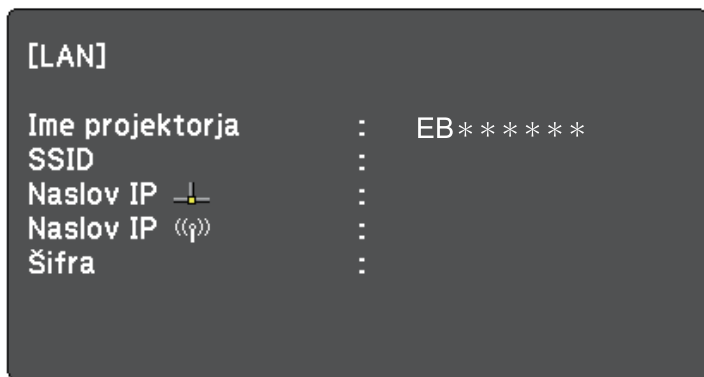 [LAN]
Ime projektorja : EB******
SSID :
Naslov IP :
Naslov IP :
Šifra :